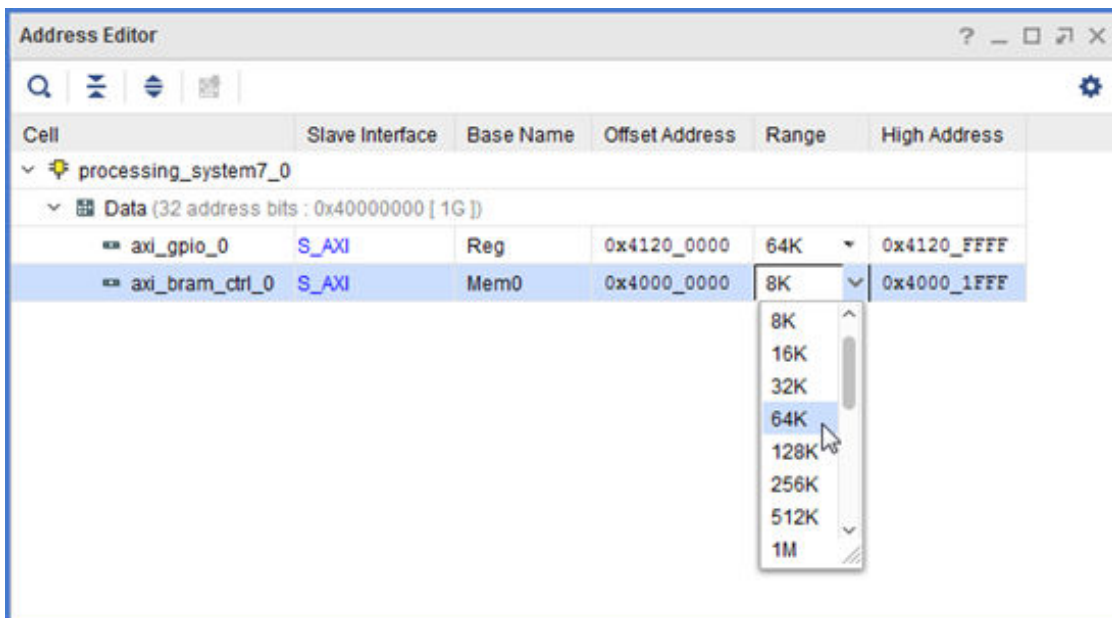 Address Editor
Cell Slave Interface Base Name Offset Address Range High Address
processing_system7_0
Data (32 address bits : 0x40000000 [ 1G ])
axi_gpio_0 S_AXI Reg 0x4120_0000 64K 0x4120_FFFF
axi_bram_ctrl_0 S_AXI Mem0 0x4000_0000 8K 0x4000_1FFF
8K
16K
32K
64K
128K
256K
512K
1M